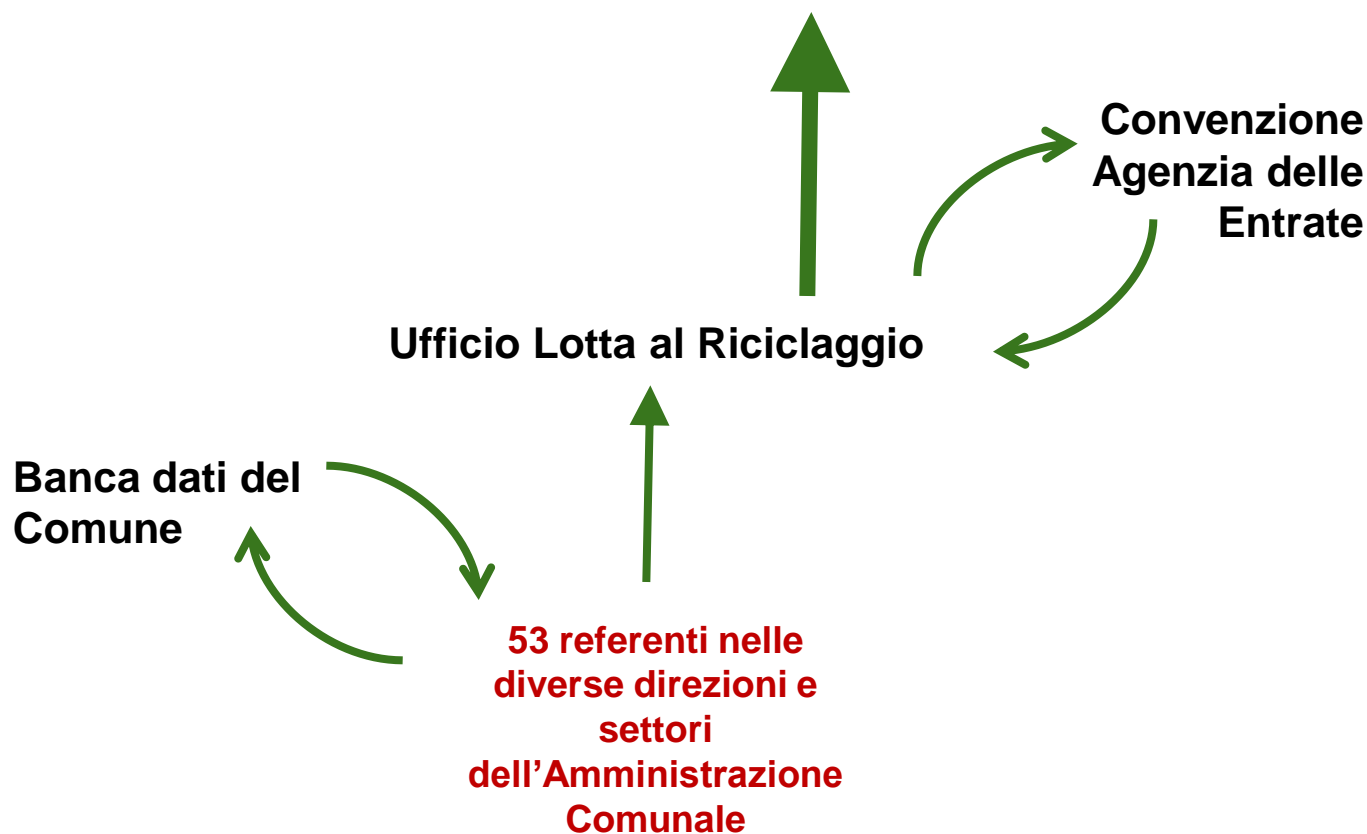 Convenzione
Agenzia delle
Entrate
Ufficio Lotta al Riciclaggio
Banca dati del
Comune
53 referenti nelle
diverse direzioni e
settori
dell’Amministrazione
Comunale